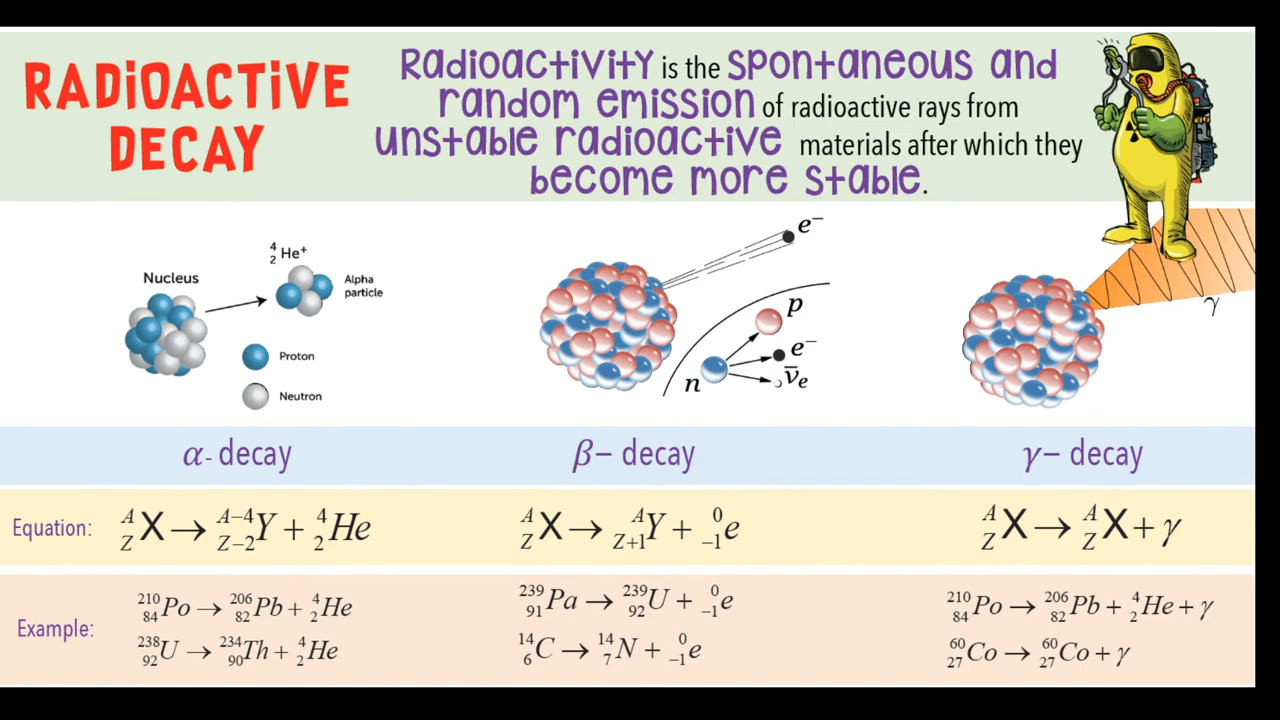 RADIOACTIVE
DECAY
Radioactivity is the spontaneous and
random emission of radioactive rays from
unstable radioactive materials after which they
become more stable.
Nucleus
⁴₂He⁺
Alpha
particle
Proton
Neutron
e⁻
p
n
e⁻
ν̅ₑ
γ
α- decay
β– decay
γ– decay
Equation:
ᴬ_Z X → ᴬ⁻⁴_Z−2 Y + ⁴₂He
ᴬ_Z X → ᴬ_Z+1 Y + ⁰₋₁e
ᴬ_Z X → ᴬ_Z X + γ
Example:
²¹⁰₈₄Po → ²⁰⁶₈₂Pb + ⁴₂He
²³⁸₉₂U → ²³⁴₉₀Th + ⁴₂He
²³⁹₉₁Pa → ²³⁹₉₂U + ⁰₋₁e
¹⁴₆C → ¹⁴₇N + ⁰₋₁e
²¹⁰₈₄Po → ²⁰⁶₈₂Pb + ⁴₂He + γ
⁶⁰₂₇Co → ⁶⁰₂₇Co + γ